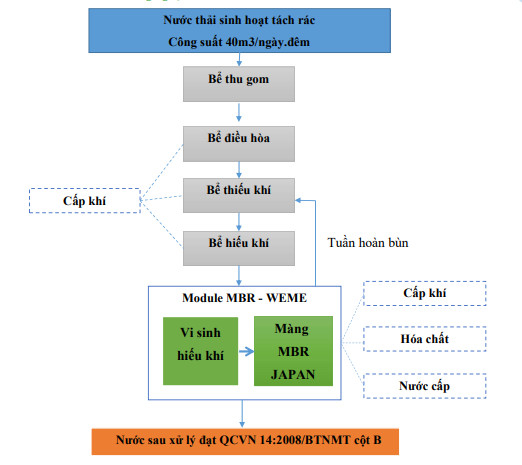 Nước thải sinh hoạt tách rác
Công suất 40m3/ngày.đêm
Bể thu gom
Bể điều hòa
Cấp khí
Bể thiếu khí
Bể hiếu khí
Tuần hoàn bùn
Module MBR - WEME
Vi sinh
hiếu khí
Màng
MBR
JAPAN
Cấp khí
Hóa chất
Nước cấp
Nước sau xử lý đạt QCVN 14:2008/BTNMT cột B